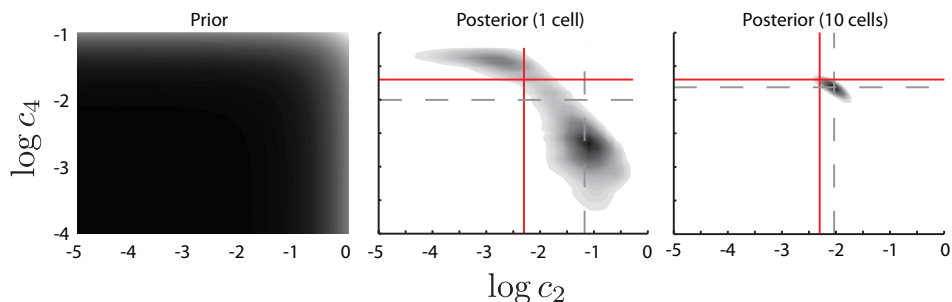 Prior
Posterior (1 cell)
Posterior (10 cells)
log c₄
-1
-2
-3
-4
-5 -4 -3 -2 -1 0
-5 -4 -3 -2 -1 0
-5 -4 -3 -2 -1 0
log c₂